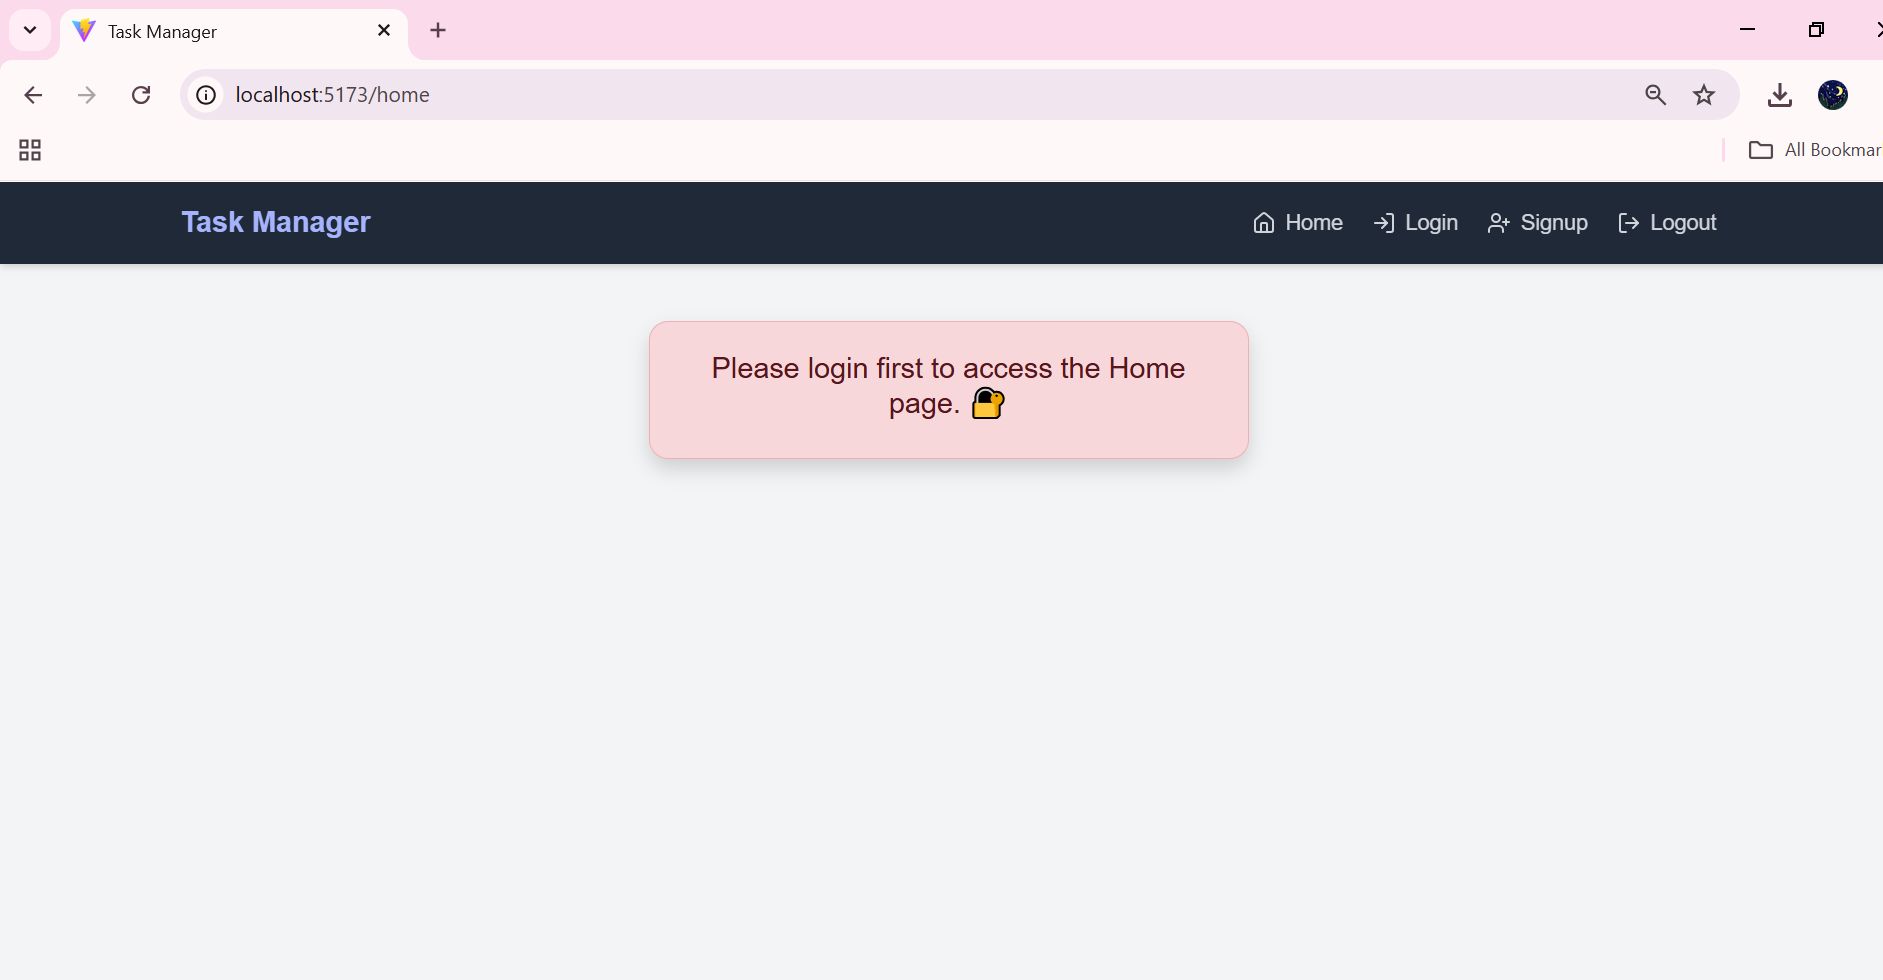 Task Manager
localhost:5173/home
All Bookmar
Task Manager
Home
Login
Signup
Logout
Please login first to access the Home
page. 🔐